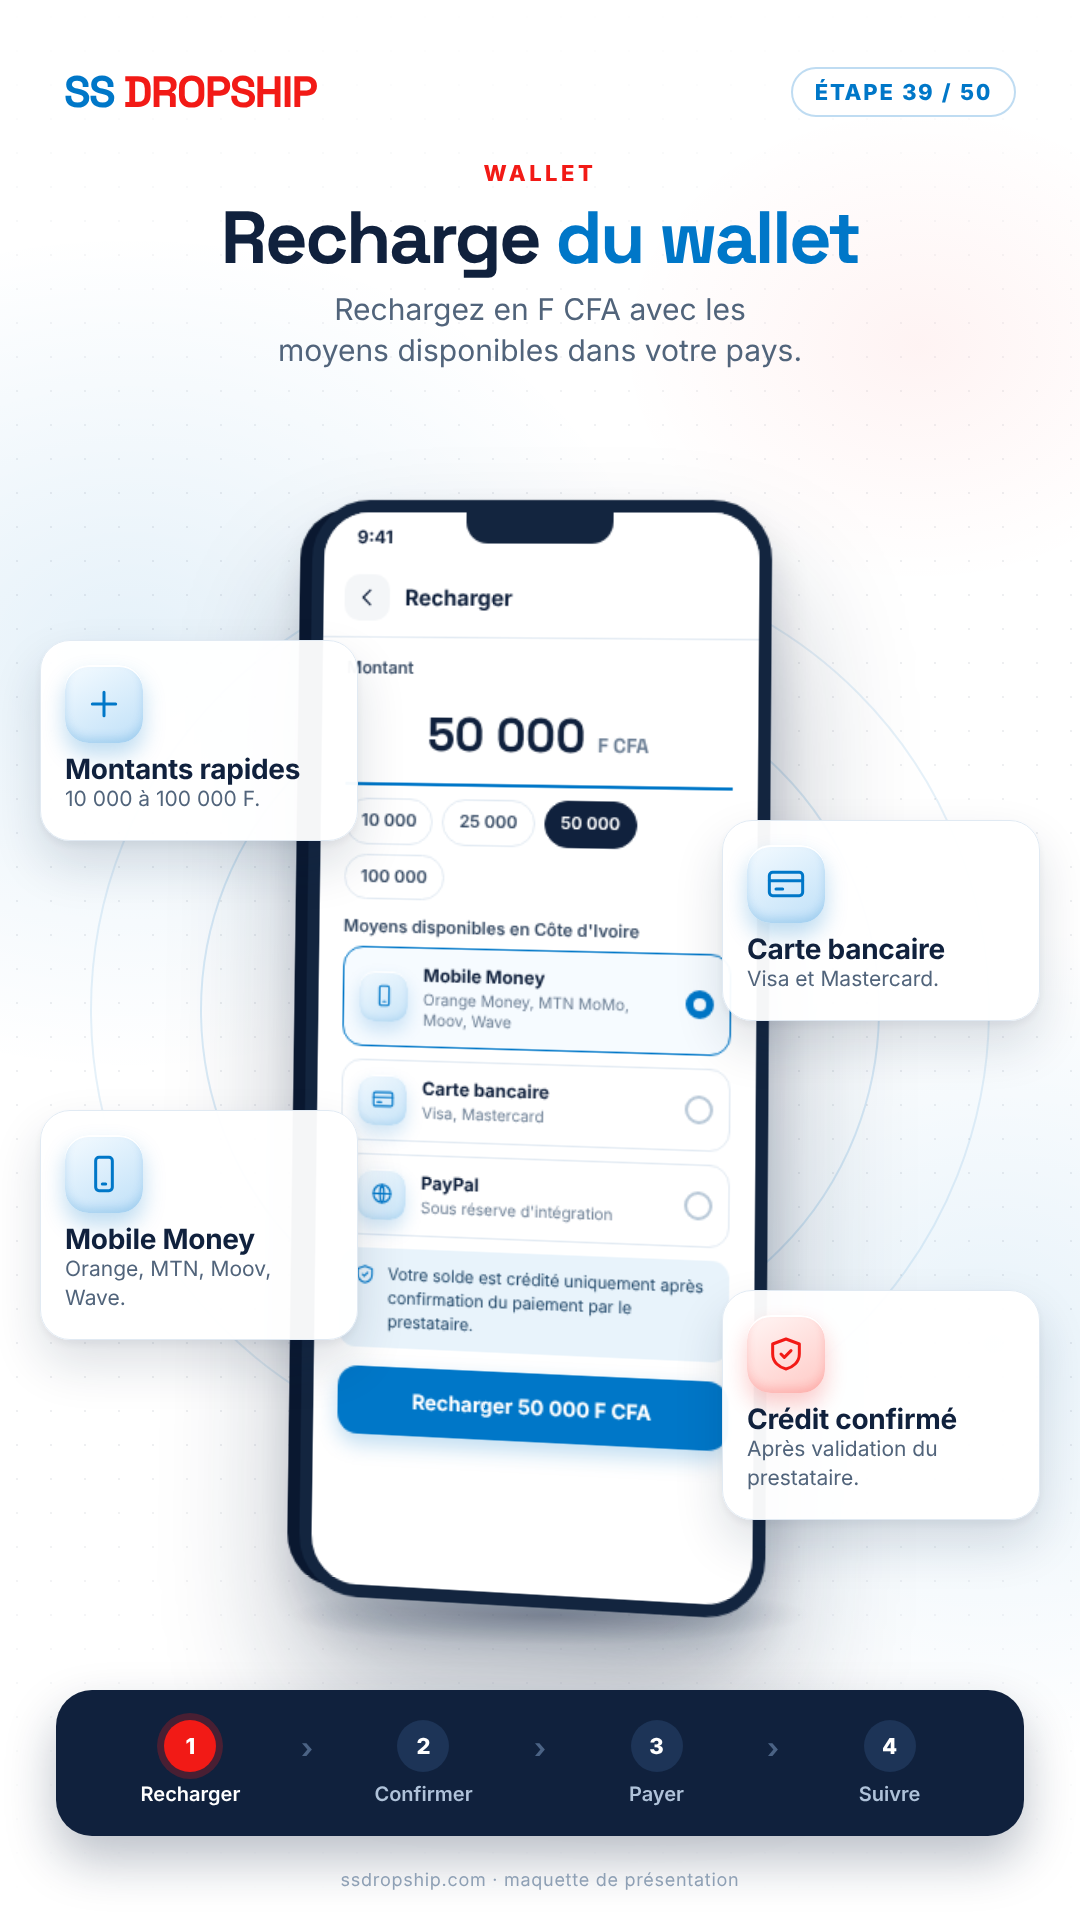 SS DROPSHIP
ÉTAPE 39 / 50
WALLET
Recharge du wallet
Rechargez en F CFA avec les
moyens disponibles dans votre pays.
9:41
Recharger
Montant
50 000 F CFA
10 000
25 000
50 000
100 000
Moyens disponibles en Côte d'Ivoire
Mobile Money
Orange Money, MTN MoMo,
Moov, Wave
Carte bancaire
Visa, Mastercard
PayPal
Sous réserve d'intégration
Votre solde est crédité uniquement après
confirmation du paiement par le
prestataire.
Recharger 50 000 F CFA
Montants rapides
10 000 à 100 000 F.
Carte bancaire
Visa et Mastercard.
Mobile Money
Orange, MTN, Moov,
Wave.
Crédit confirmé
Après validation du
prestataire.
1
Recharger
2
Confirmer
3
Payer
4
Suivre
ssdropship.com · maquette de présentation